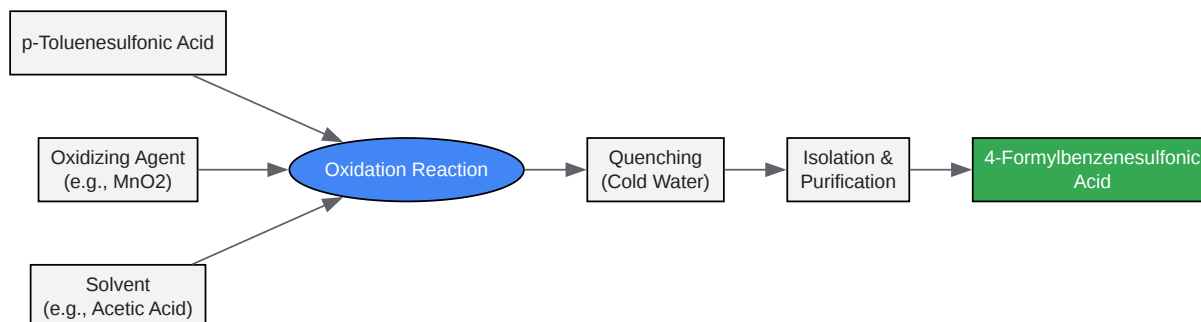 p-Toluenesulfonic Acid
Oxidizing Agent
(e.g., MnO2)
Solvent
(e.g., Acetic Acid)
Oxidation Reaction
Quenching
(Cold Water)
Isolation &
Purification
4-Formylbenzenesulfonic
Acid